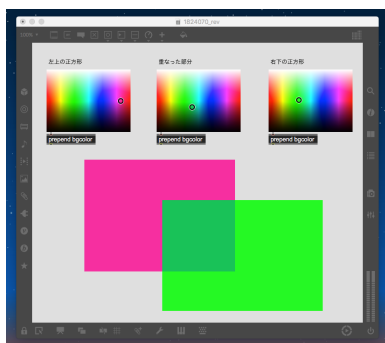 1824070_rev
100%
左上の正方形
重なった部分
右下の正方形
prepend bgcolor
prepend bgcolor
prepend bgcolor